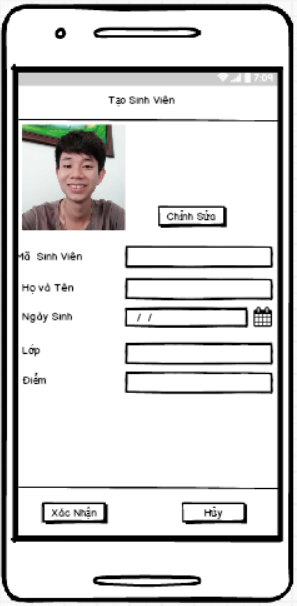 7:09
Tạo Sinh Viên
Chỉnh Sửa
Mã Sinh Viên
Họ và Tên
Ngày Sinh / /
Lớp
Điểm
Xác Nhận Hủy